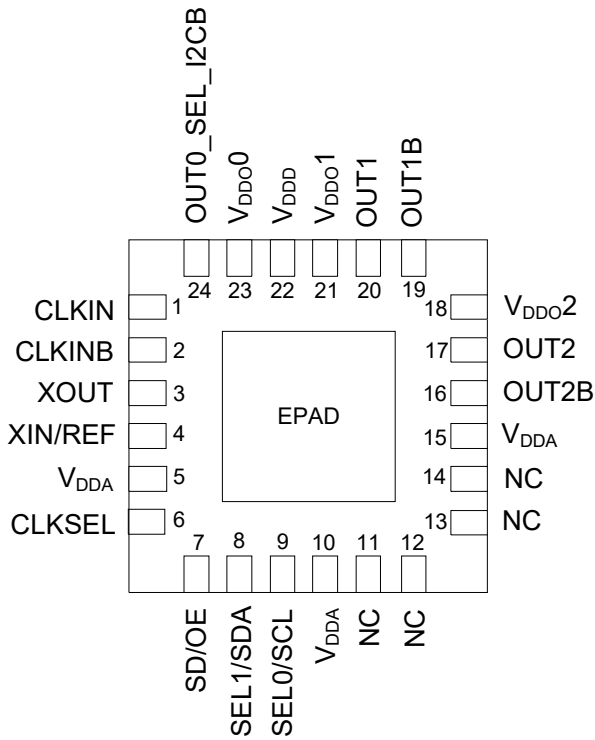 OUT0_SEL_I2CB
VDDO0
VDDD
VDDO1
OUT1
OUT1B
24
23
22
21
20
19
CLKIN
1
CLKINB
2
XOUT
3
XIN/REF
4
VDDA
5
CLKSEL
6
EPAD
18
VDDO2
17
OUT2
16
OUT2B
15
VDDA
14
NC
13
NC
7
8
9
10
11
12
SD/OE
SEL1/SDA
SEL0/SCL
VDDA
NC
NC